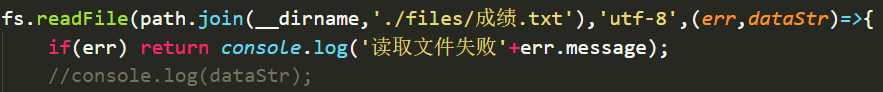 fs.readFile(path.join(__dirname,'./files/成绩.txt'),'utf-8',(err,dataStr)=>{
if(err) return console.log('读取文件失败'+err.message);
//console.log(dataStr);